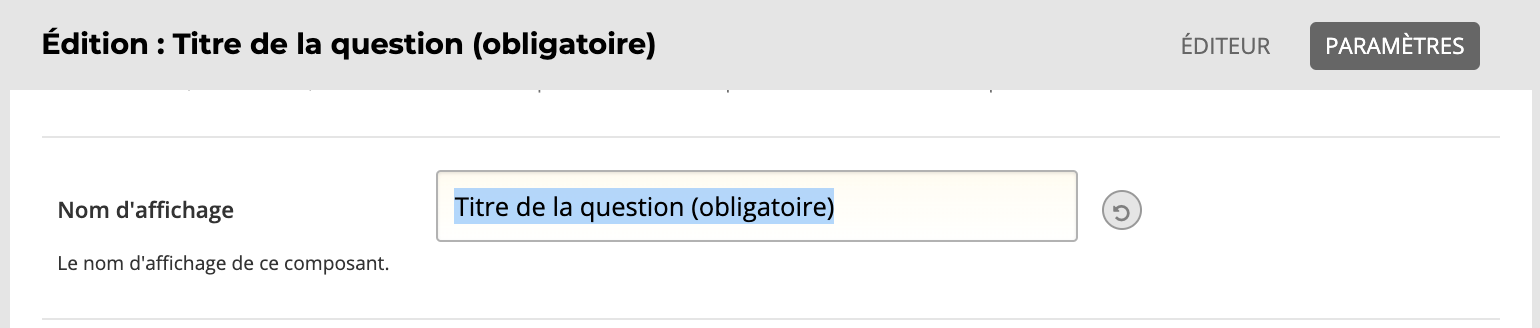 Édition : Titre de la question (obligatoire)
ÉDITEUR
PARAMÈTRES
Nom d'affichage
Titre de la question (obligatoire)
Le nom d'affichage de ce composant.